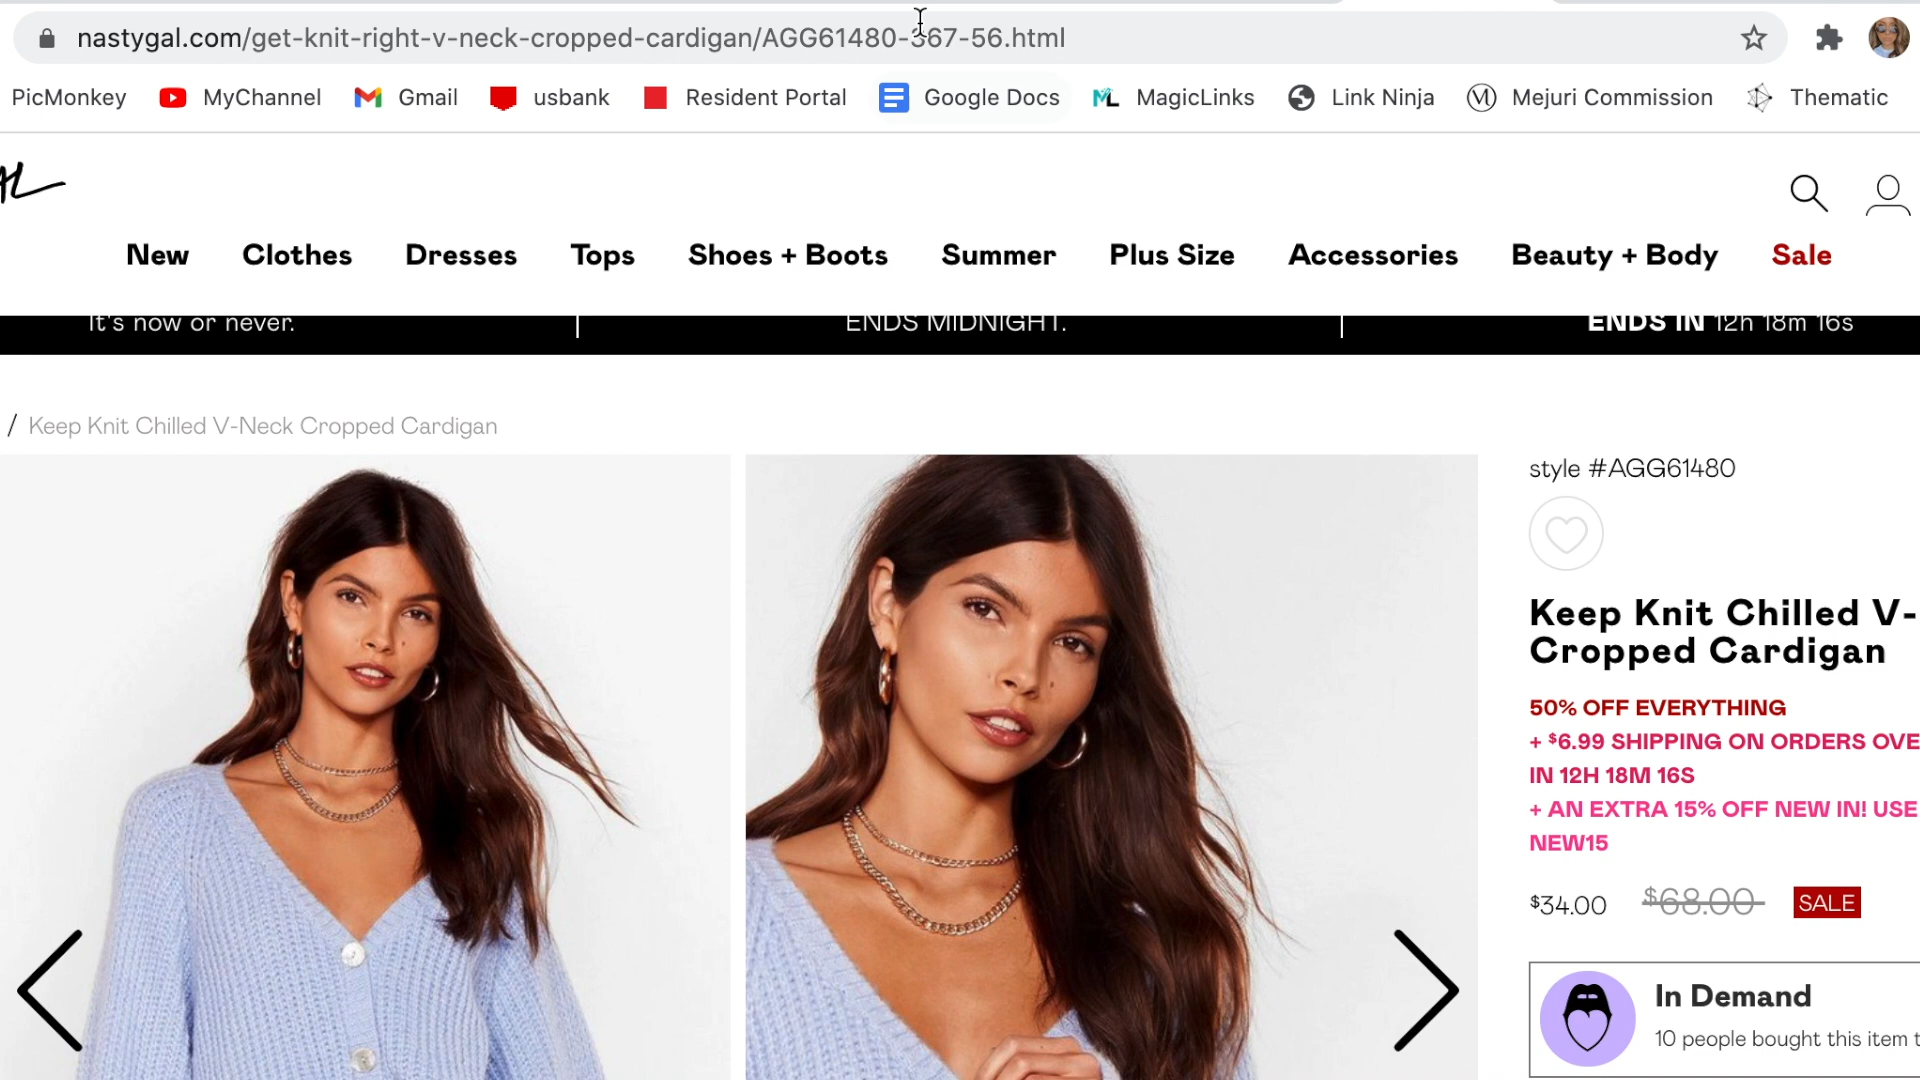 nastygal.com/get-knit-right-v-neck-cropped-cardigan/AGG61480-367-56.html
PicMonkey MyChannel Gmail usbank Resident Portal Google Docs MagicLinks Link Ninja Mejuri Commission Thematic
AL
New Clothes Dresses Tops Shoes + Boots Summer Plus Size Accessories Beauty + Body Sale
It's now or never. ENDS MIDNIGHT. ENDS IN 12h 18m 16s
/ Keep Knit Chilled V-Neck Cropped Cardigan
style #AGG61480
Keep Knit Chilled V-
Cropped Cardigan
50% OFF EVERYTHING
+ $6.99 SHIPPING ON ORDERS OVE
IN 12H 18M 16S
+ AN EXTRA 15% OFF NEW IN! USE
NEW15
$34.00 $68.00 SALE
In Demand
10 people bought this item t